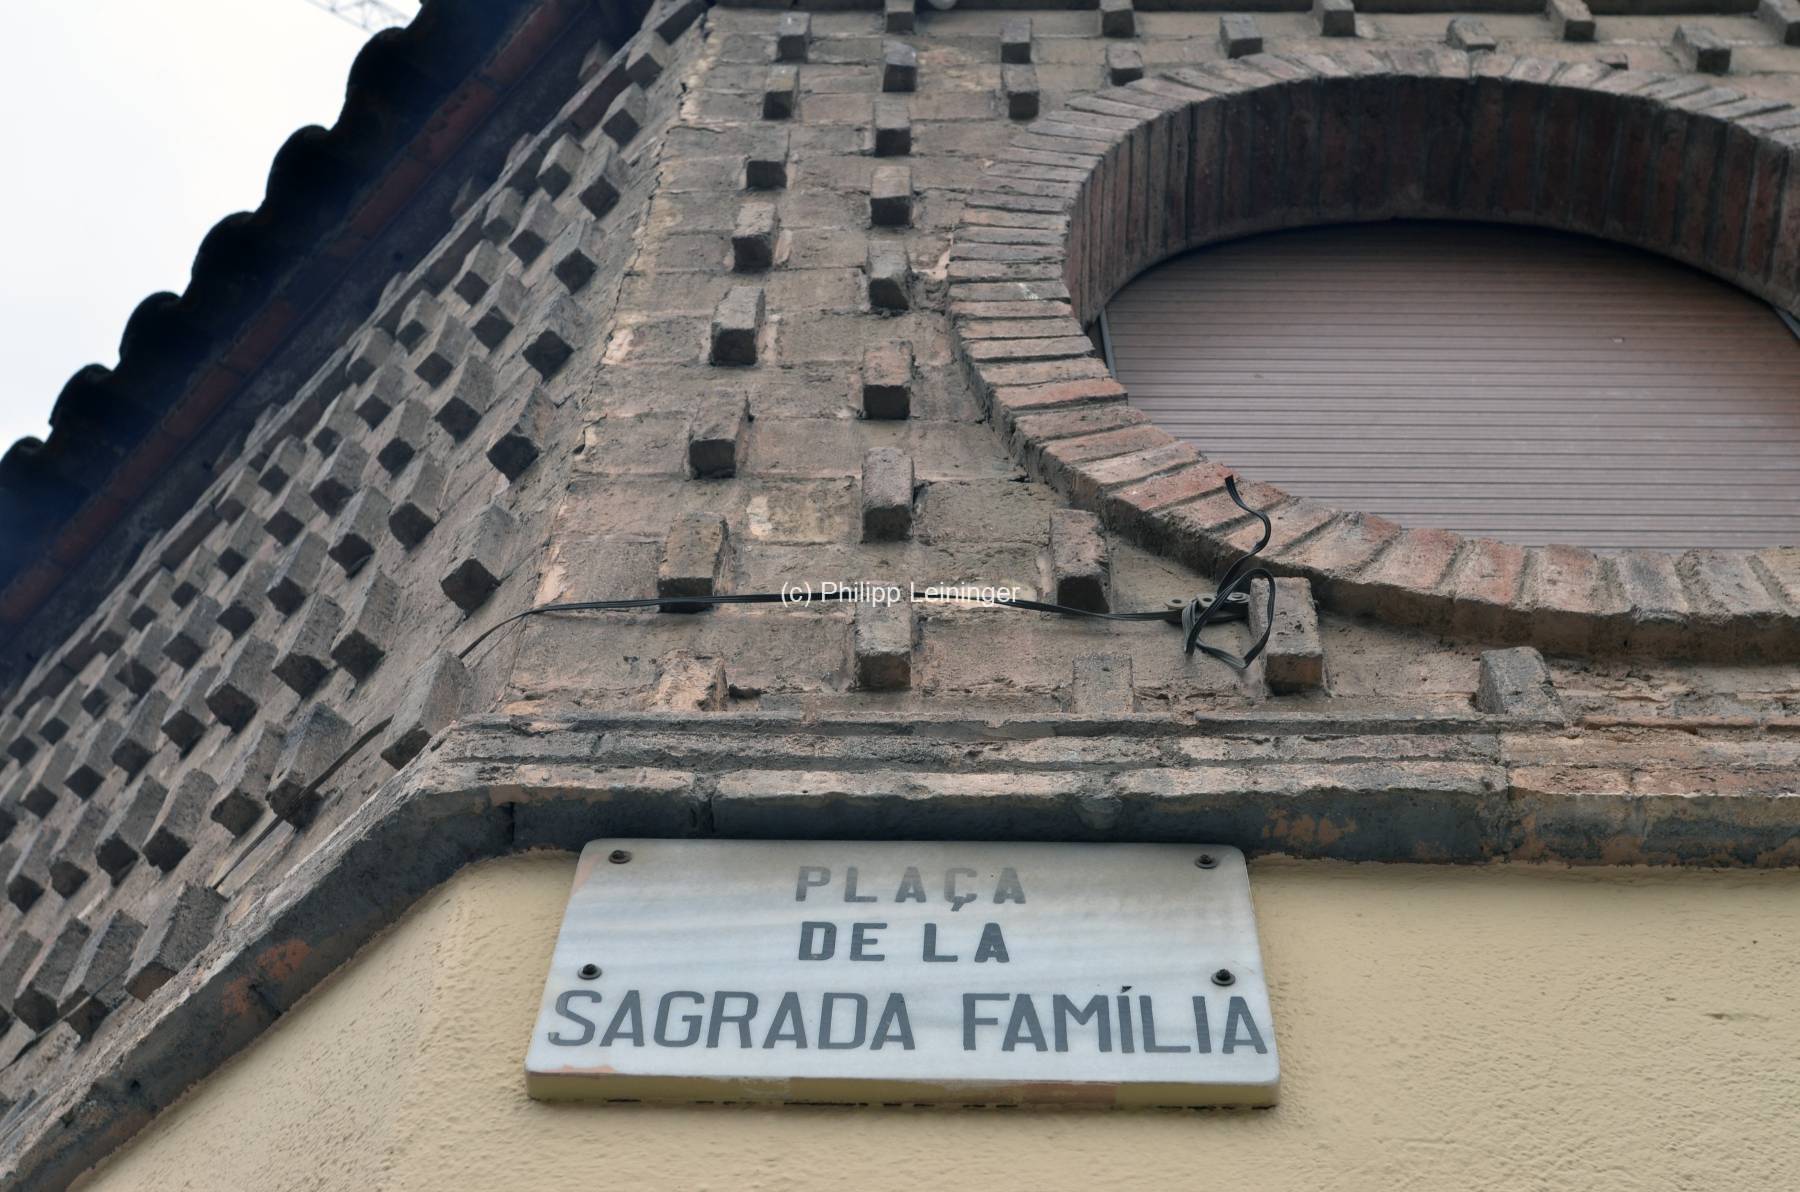 (c) Philipp Leininger
PLAÇA
DE LA
SAGRADA FAMÍLIA